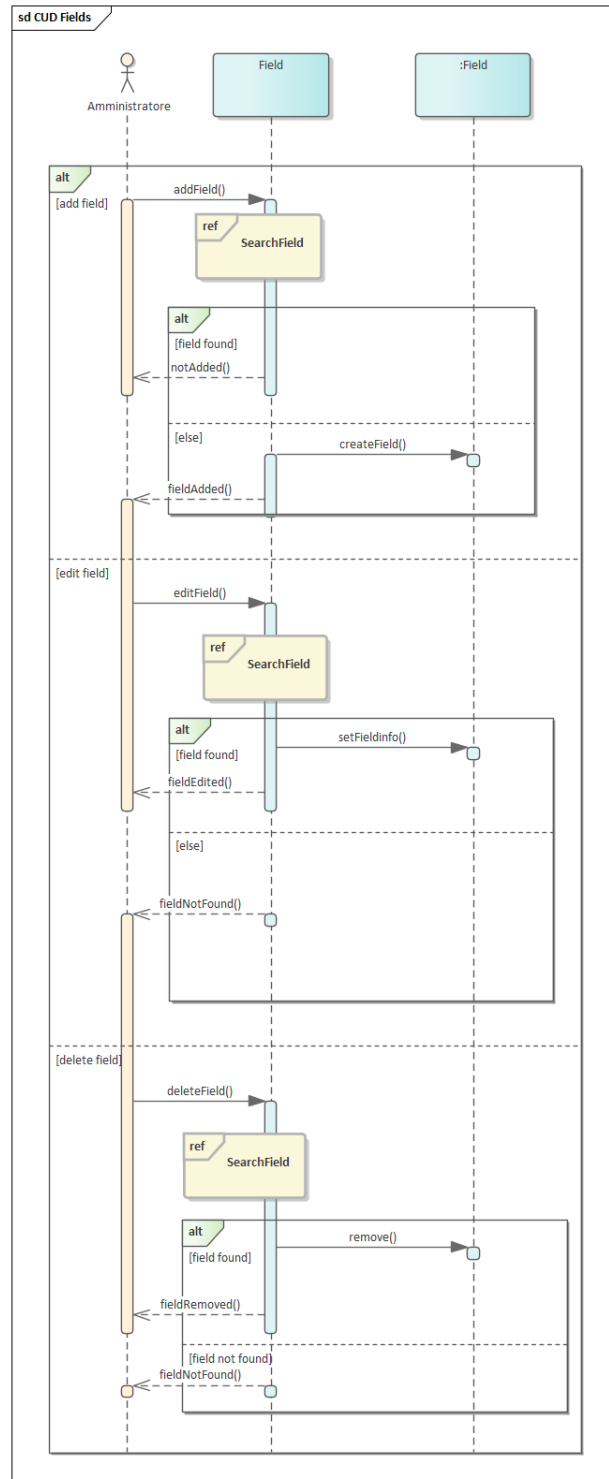 sd CUD Fields
Amministratore
Field
:Field
alt
[add field]
addField()
ref
SearchField
alt
[field found]
notAdded()
[else]
createField()
fieldAdded()
[edit field]
editField()
ref
SearchField
alt
setFieldinfo()
[field found]
fieldEdited()
[else]
fieldNotFound()
[delete field]
deleteField()
ref
SearchField
alt
remove()
[field found]
fieldRemoved()
[field not found]
fieldNotFound()